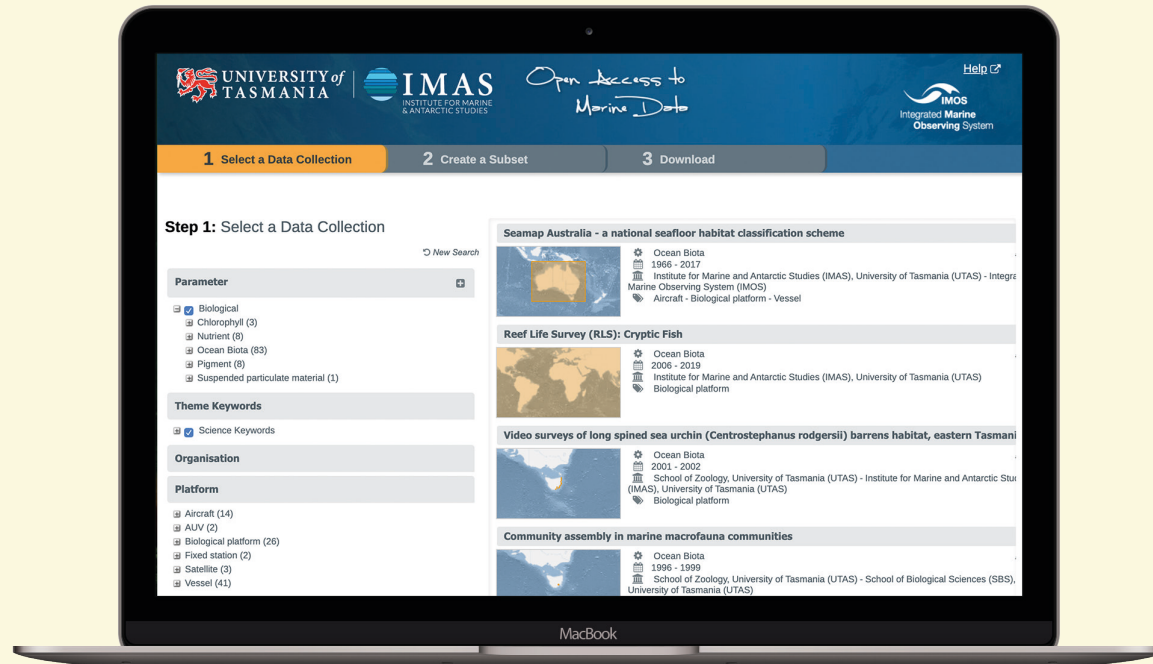 UNIVERSITY of
TASMANIA
IMAS
INSTITUTE FOR MARINE
& ANTARCTIC STUDIES
Open Access to
Marine Data
Help
IMOS
Integrated Marine
Observing System
1 Select a Data Collection
2 Create a Subset
3 Download
Step 1: Select a Data Collection
New Search
Parameter
Biological
Chlorophyll (3)
Nutrient (8)
Ocean Biota (83)
Pigment (8)
Suspended particulate material (1)
Theme Keywords
Science Keywords
Organisation
Platform
Aircraft (14)
AUV (2)
Biological platform (26)
Fixed station (2)
Satellite (3)
Vessel (41)
Seamap Australia - a national seafloor habitat classification scheme
Ocean Biota
1966 - 2017
Institute for Marine and Antarctic Studies (IMAS), University of Tasmania (UTAS) - Integra
Marine Observing System (IMOS)
Aircraft - Biological platform - Vessel
Reef Life Survey (RLS): Cryptic Fish
Ocean Biota
2006 - 2019
Institute for Marine and Antarctic Studies (IMAS), University of Tasmania (UTAS)
Biological platform
Video surveys of long spined sea urchin (Centrostephanus rodgersii) barrens habitat, eastern Tasmani
Ocean Biota
2001 - 2002
School of Zoology, University of Tasmania (UTAS) - Institute for Marine and Antarctic Stu
(IMAS), University of Tasmania (UTAS)
Biological platform
Community assembly in marine macrofauna communities
Ocean Biota
1996 - 1999
School of Zoology, University of Tasmania (UTAS) - School of Biological Sciences (SBS),
University of Tasmania (UTAS)
MacBook